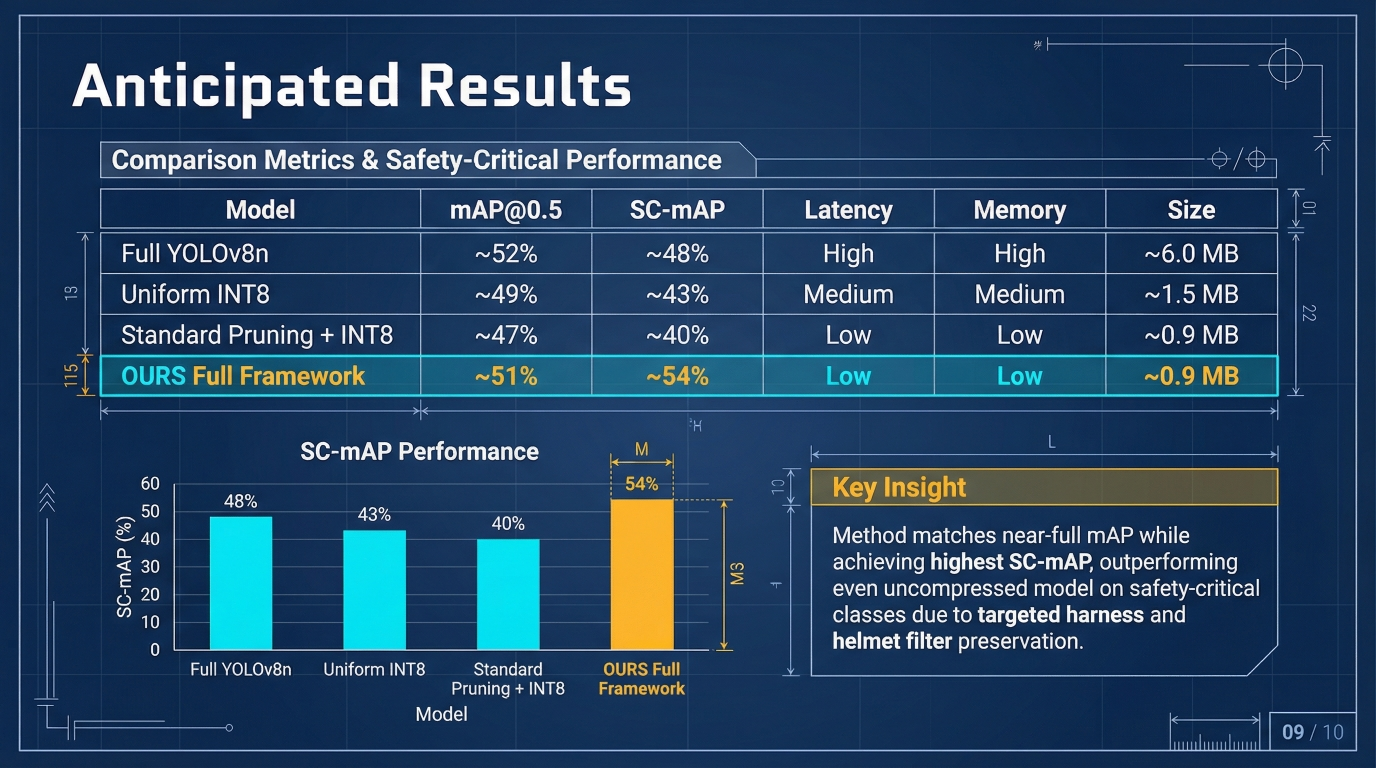 Anticipated Results
Comparison Metrics & Safety-Critical Performance
Model mAP@0.5 SC-mAP Latency Memory Size
Full YOLOv8n ~52% ~48% High High ~6.0 MB
Uniform INT8 ~49% ~43% Medium Medium ~1.5 MB
Standard Pruning + INT8 ~47% ~40% Low Low ~0.9 MB
OURS Full Framework ~51% ~54% Low Low ~0.9 MB
01
19
22
115
SC-mAP Performance
SC-mAP (%)
60
50
40
30
20
10
0
48%
43%
40%
54%
M
M3
Full YOLOv8n
Uniform INT8
Standard
Pruning + INT8
OURS Full
Framework
Model
L
10
Key Insight
Method matches near-full mAP while
achieving highest SC-mAP, outperforming
even uncompressed model on safety-critical
classes due to targeted harness and
helmet filter preservation.
09 / 10